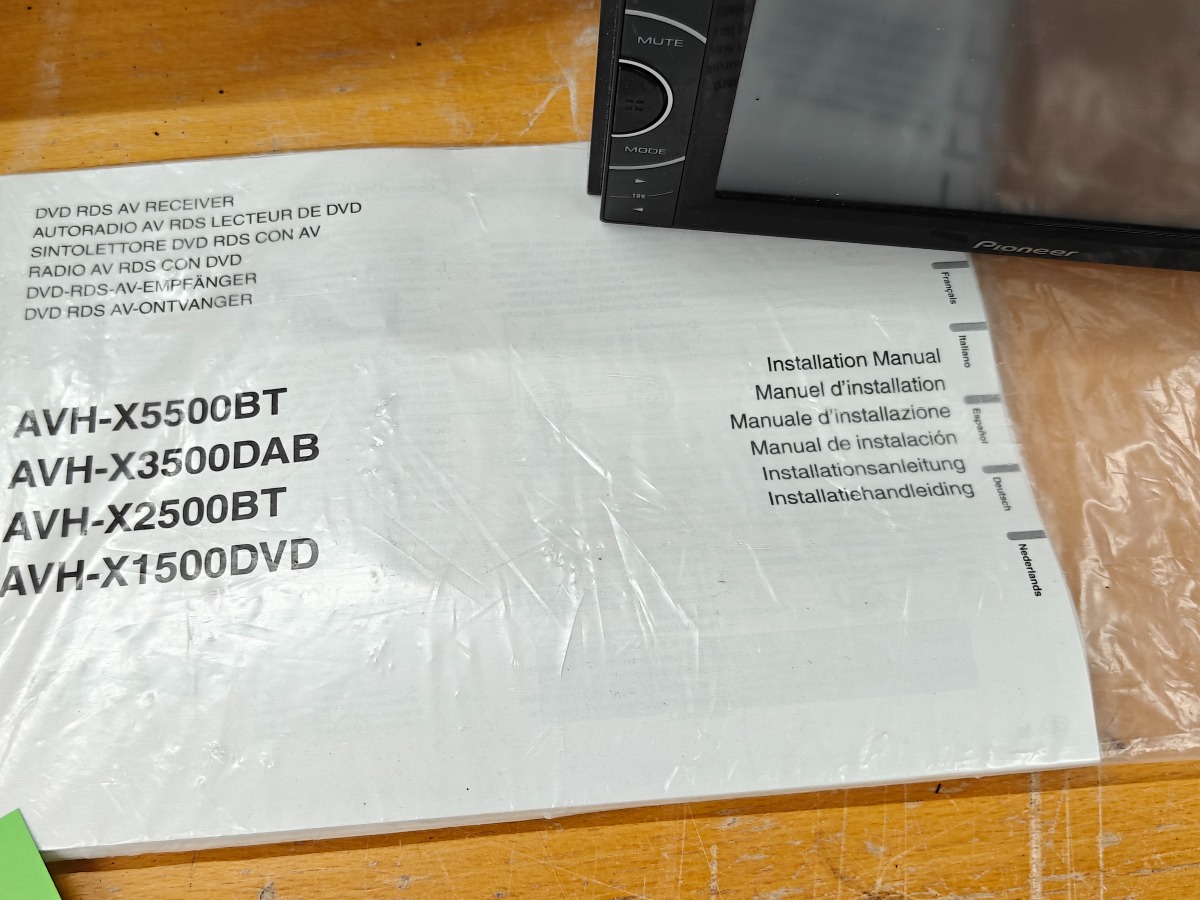 MUTE
MODE
TRK
Pioneer
DVD RDS AV RECEIVER
AUTORADIO AV RDS LECTEUR DE DVD
SINTOLETTORE DVD RDS CON AV
RADIO AV RDS CON DVD
DVD-RDS-AV-EMPFÄNGER
DVD RDS AV-ONTVANGER
AVH-X5500BT
AVH-X3500DAB
AVH-X2500BT
AVH-X1500DVD
Installation Manual
Manuel d'installation
Manuale d'installazione
Manual de instalación
Installationsanleitung
Installatiehandleiding
Français
Italiano
Español
Deutsch
Nederlands